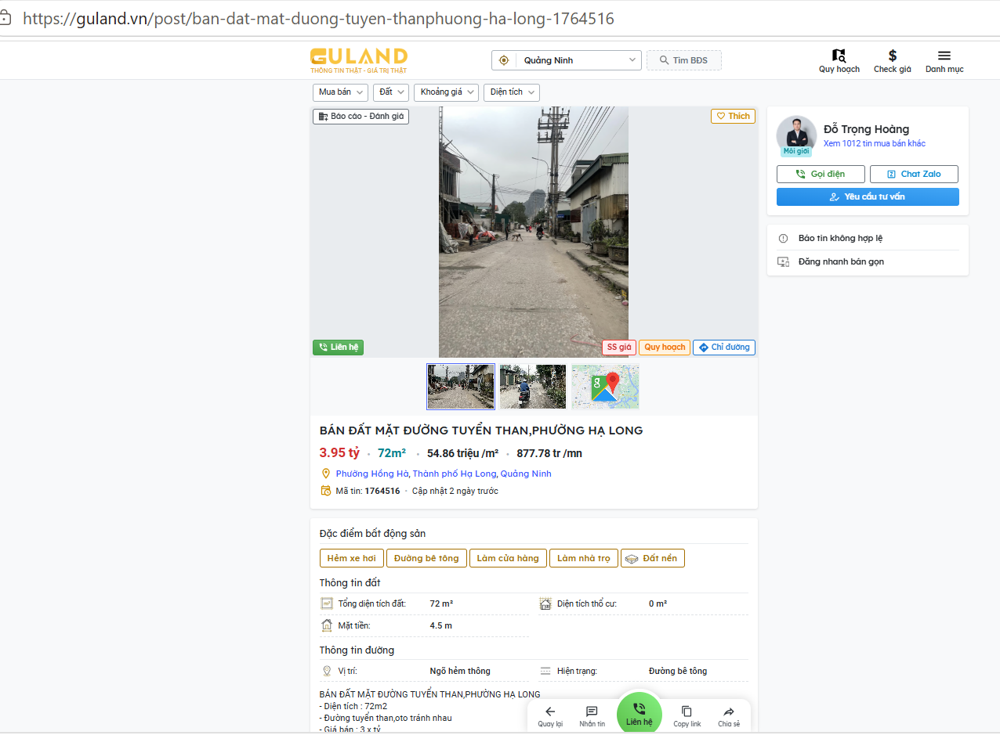 https://guland.vn/post/ban-dat-mat-duong-tuyen-thanphuong-ha-long-1764516
GULAND
THÔNG TIN THẬT - GIÁ TRỊ THẬT
Quảng Ninh
Tìm BĐS
Quy hoạch
$
Check giá
Danh mục
Mua bán
Đất
Khoảng giá
Diện tích
Báo cáo - Đánh giá
Thích
Đỗ Trọng Hoàng
Xem 1012 tin mua bán khác
Môi giới
Gọi điện
Chat Zalo
Yêu cầu tư vấn
Báo tin không hợp lệ
Đăng nhanh bán gọn
Liên hệ
SS giá
Quy hoạch
Chỉ đường
BÁN ĐẤT MẶT ĐƯỜNG TUYỂN THAN,PHƯỜNG HẠ LONG
3.95 tỷ · 72m² · 54.86 triệu /m² · 877.78 tr /mn
Phường Hồng Hà, Thành phố Hạ Long, Quảng Ninh
Mã tin: 1764516 · Cập nhật 2 ngày trước
Đặc điểm bất động sản
Hẻm xe hơi
Đường bê tông
Làm cửa hàng
Làm nhà trọ
Đất nền
Thông tin đất
Tổng diện tích đất: 72 m²
Diện tích thổ cư: 0 m²
Mặt tiền: 4.5 m
Thông tin đường
Vị trí: Ngõ hẻm thông
Hiện trạng: Đường bê tông
BÁN ĐẤT MẶT ĐƯỜNG TUYỂN THAN,PHƯỜNG HẠ LONG
- Diện tích : 72m2
- Đường tuyển than,oto tránh nhau
- Giá bán : 3 x tỷ
Quay lại
Nhắn tin
Liên hệ
Copy link
Chia sẻ